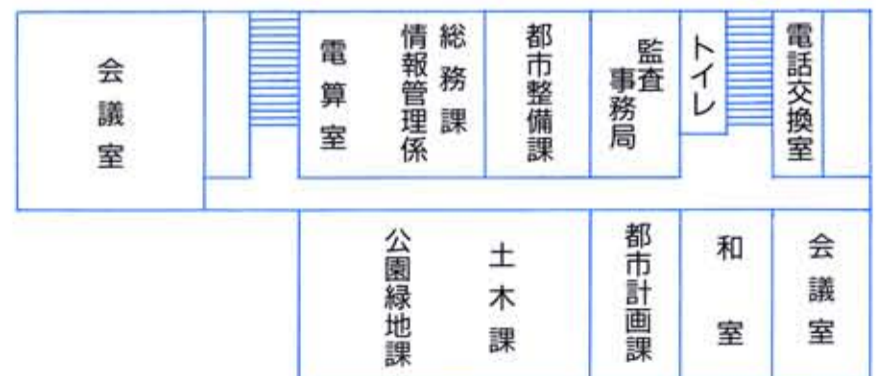 会議室
電算室
総務課
情報管理係
都市整備課
監査
事務局
トイレ
電話交換室
公園緑地課
土木課
都市計画課
和室
会議室